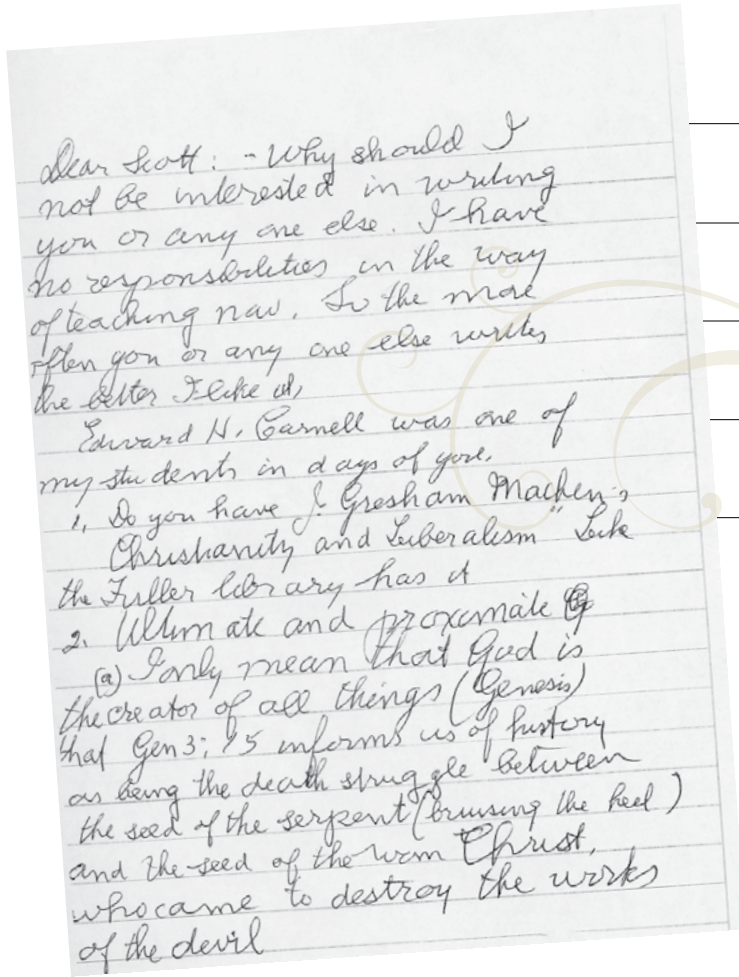 Dear Scott: - Why should I
not be interested in writing
you or any one else. I have
no responsibilities in the way
of teaching now. So the more
often you or any one else writes
the better I like it,
Edward H. Carnell was one of
my students in days of yore.
1, Do you have J. Gresham Machen's
Christianity and Liberalism"
the Fuller library has it
2. Ultimate and proximate
(a) I only mean that God is
the creator of all things (Genesis)
that Gen 3:15 informs us of history
as being the death struggle between
the seed of the serpent (bruising the heel)
and the seed of the wom Christ,
who came to destroy the works
of the devil